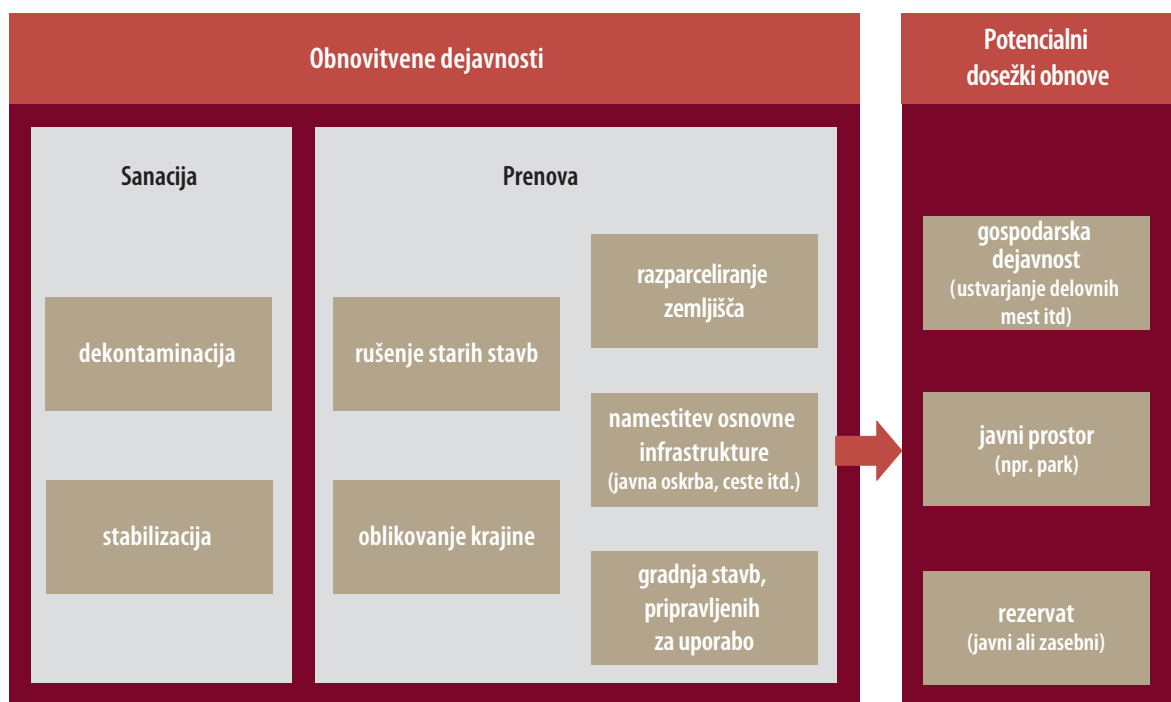 Obnovitvene dejavnosti
Sanacija
dekontaminacija
stabilizacija
Prenova
rušenje starih stavb
oblikovanje krajine
razparceliranje
zemljišča
namestitev osnovne
infrastrukture
(javna oskrba, ceste itd.)
gradnja stavb,
pripravljenih
za uporabo
Potencialni
dosežki obnove
gospodarska
dejavnost
(ustvarjanje delovnih
mest itd)
javni prostor
(npr. park)
rezervat
(javni ali zasebni)